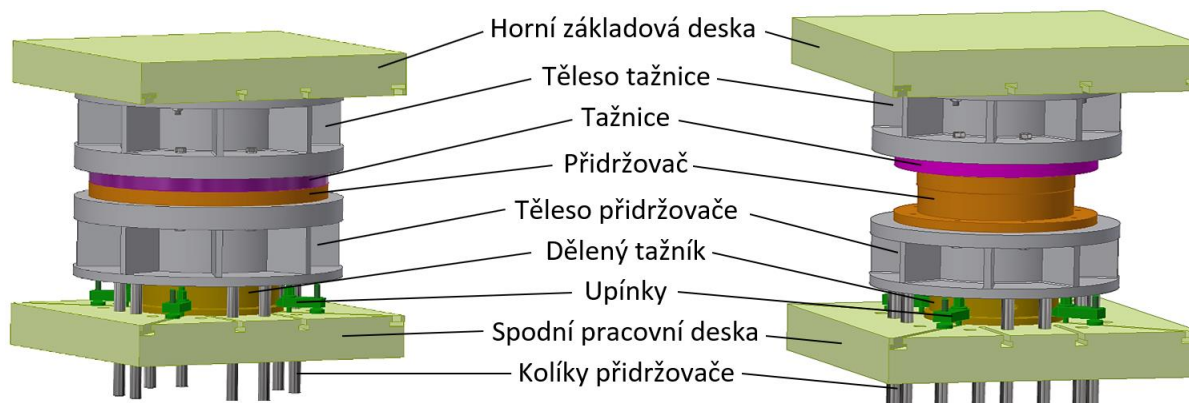 Horní základová deska
Těleso tažnice
Tažnice
Přidržovač
Těleso přidržovače
Dělený tažník
Upínky
Spodní pracovní deska
Kolíky přidržovače